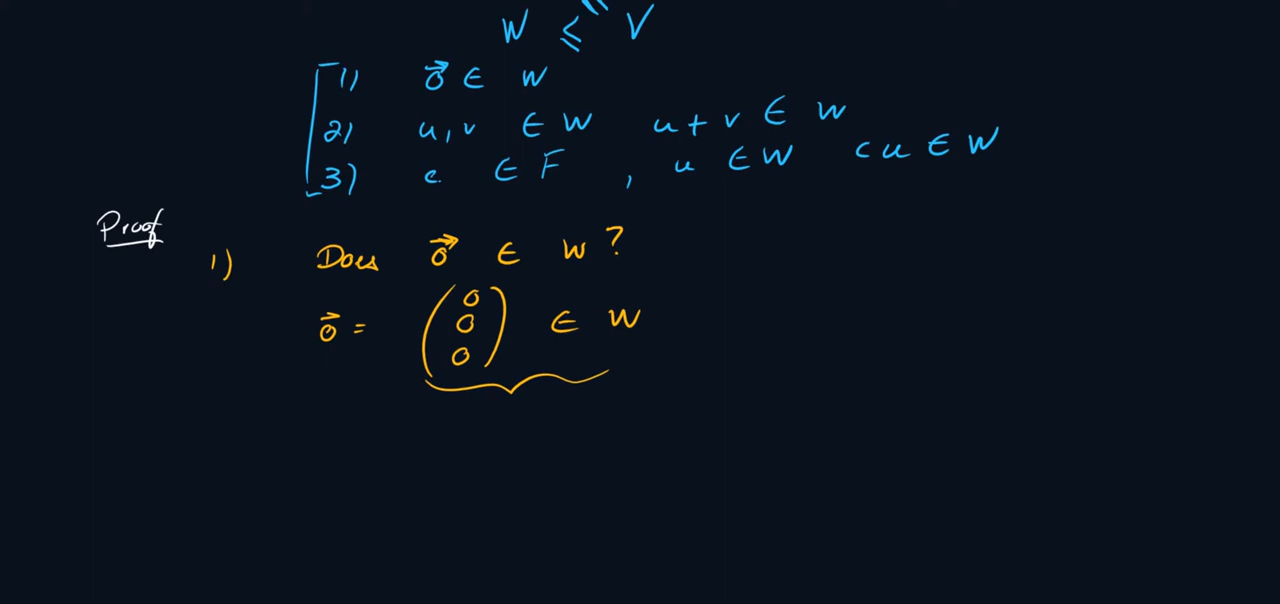 W ≤ V
1) 0⃗ ∈ W
2) u, v ∈ W u + v ∈ W
3) c ∈ F, u ∈ W cu ∈ W
Proof
1) Does 0⃗ ∈ W?
0⃗ = (0 0 0) ∈ W